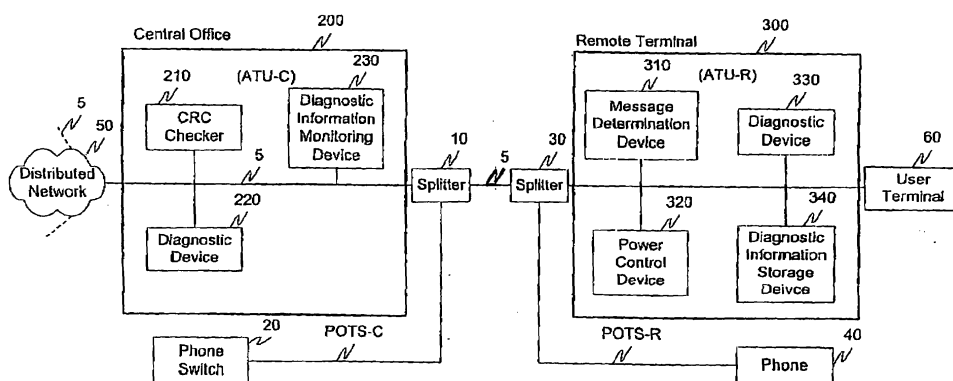 200
300
Central Office
Remote Terminal
(ATU-C)
230
310
(ATU-R)
330
210
5
50
CRC
Checker
Diagnostic
Information
Monitoring
Device
Message
Determination
Device
Diagnostic
Device
60
10
5
30
5
Distributed
Network
Splitter
Splitter
User
Terminal
220
320
340
Diagnostic
Device
Power
Control
Device
Diagnostic
Information
Storage
Deivce
20
POTS-C
POTS-R
40
Phone
Switch
Phone